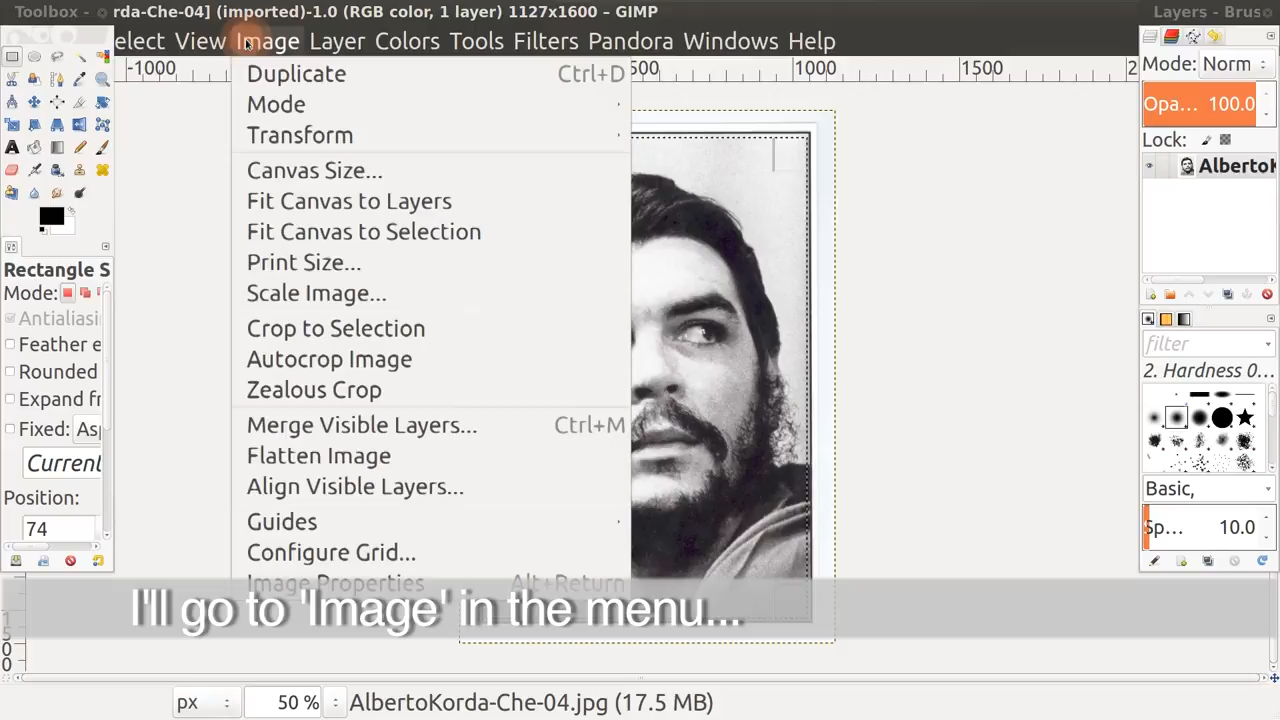 Toolbox -
rda-Che-04] (imported)-1.0 (RGB color, 1 layer) 1127x1600 – GIMP
Layers - Brus
elect View Image Layer Colors Tools Filters Pandora Windows Help
-1000
500
1000
1500
2
Duplicate Ctrl+D
Mode
Transform
Canvas Size...
Fit Canvas to Layers
Fit Canvas to Selection
Print Size...
Scale Image...
Crop to Selection
Autocrop Image
Zealous Crop
Merge Visible Layers... Ctrl+M
Flatten Image
Align Visible Layers...
Guides
Configure Grid...
Image Properties Alt+Return
Rectangle S
Mode:
Antialiasi
Feather e
Rounded
Expand fr
Fixed: Asp
Current
Position:
74
Mode: Norm
Opa... 100.0
Lock:
AlbertoK
filter
2. Hardness 0...
Basic,
Sp... 10.0
I'll go to 'Image' in the menu...
1
5
0
0
px 50 % AlbertoKorda-Che-04.jpg (17.5 MB)